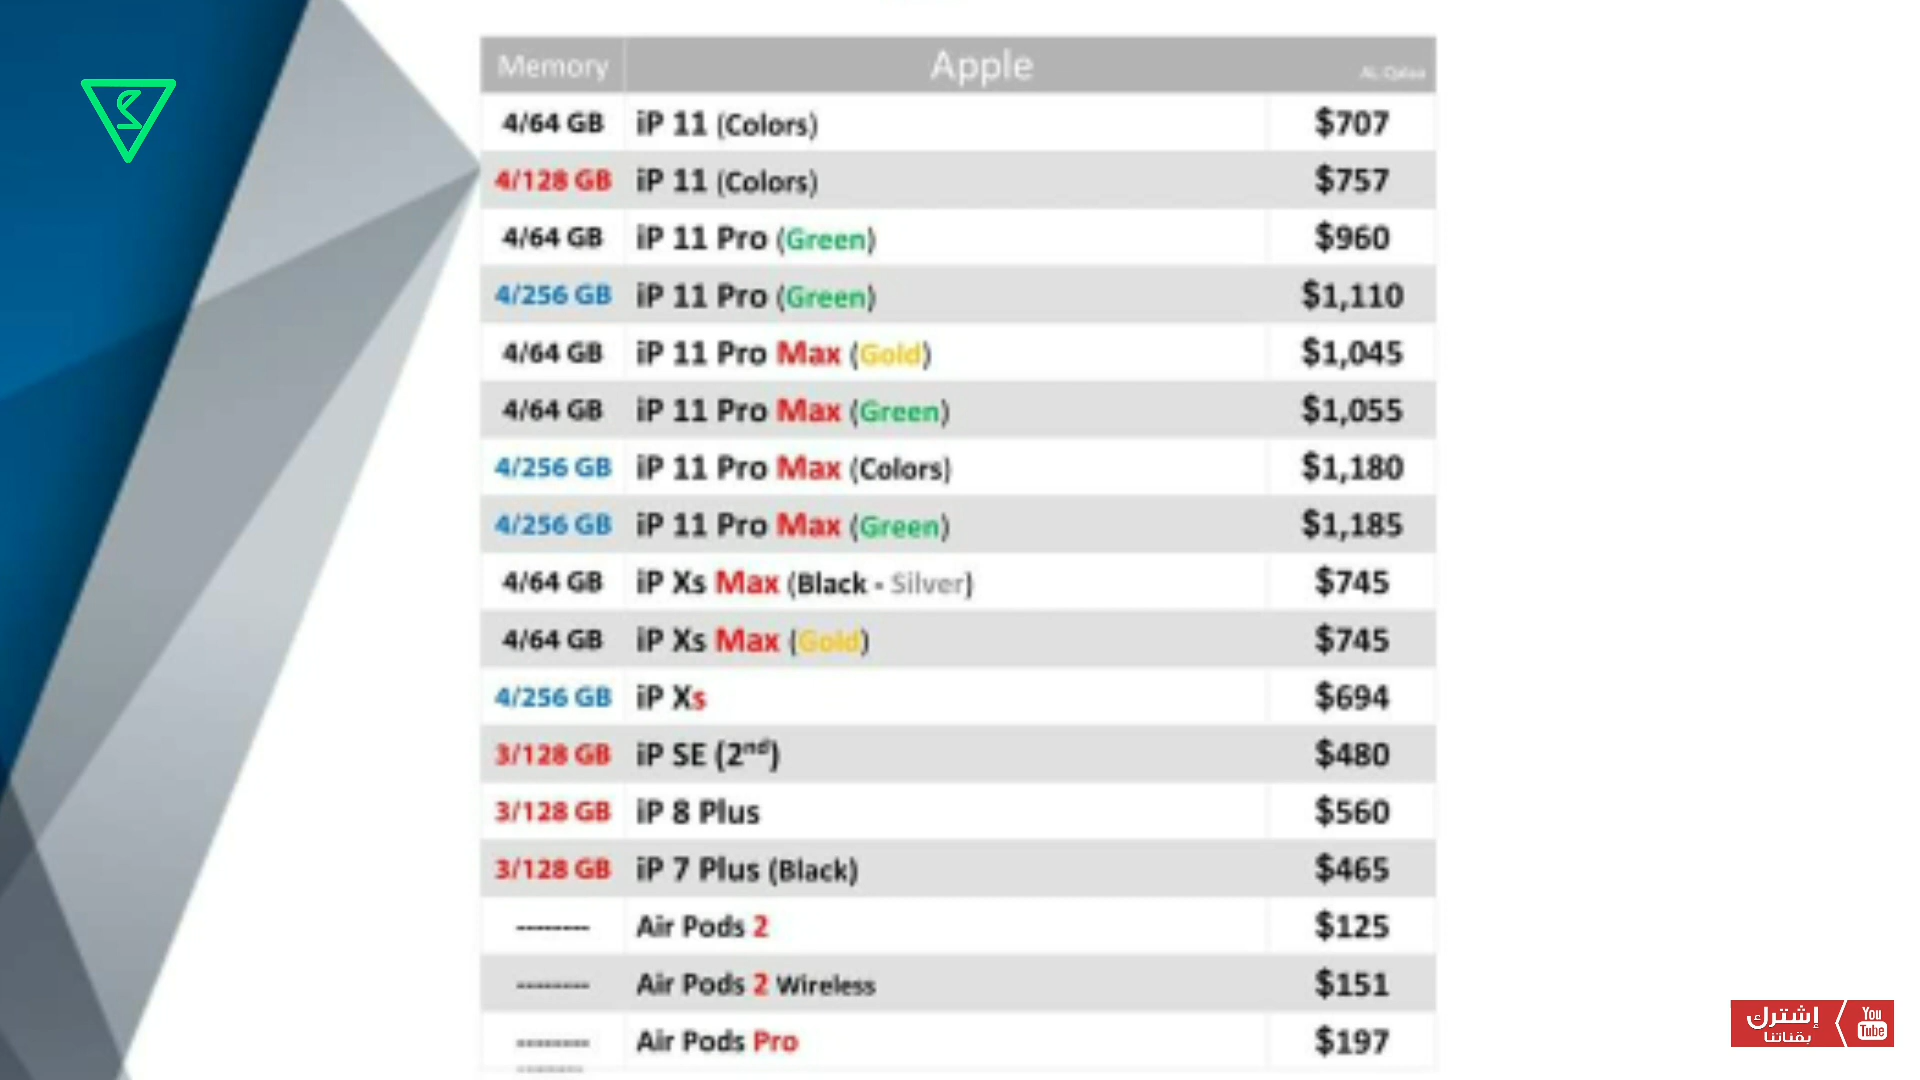 Memory Apple AL-Qalaa
4/64 GB iP 11 (Colors) $707
4/128 GB iP 11 (Colors) $757
4/64 GB iP 11 Pro (Green) $960
4/256 GB iP 11 Pro (Green) $1,110
4/64 GB iP 11 Pro Max (Gold) $1,045
4/64 GB iP 11 Pro Max (Green) $1,055
4/256 GB iP 11 Pro Max (Colors) $1,180
4/256 GB iP 11 Pro Max (Green) $1,185
4/64 GB iP Xs Max (Black - Silver) $745
4/64 GB iP Xs Max (Gold) $745
4/256 GB iP Xs $694
3/128 GB iP SE (2nd) $480
3/128 GB iP 8 Plus $560
3/128 GB iP 7 Plus (Black) $465
-------- Air Pods 2 $125
-------- Air Pods 2 Wireless $151
-------- Air Pods Pro $197
إشترك
بقناتنا
You
Tube